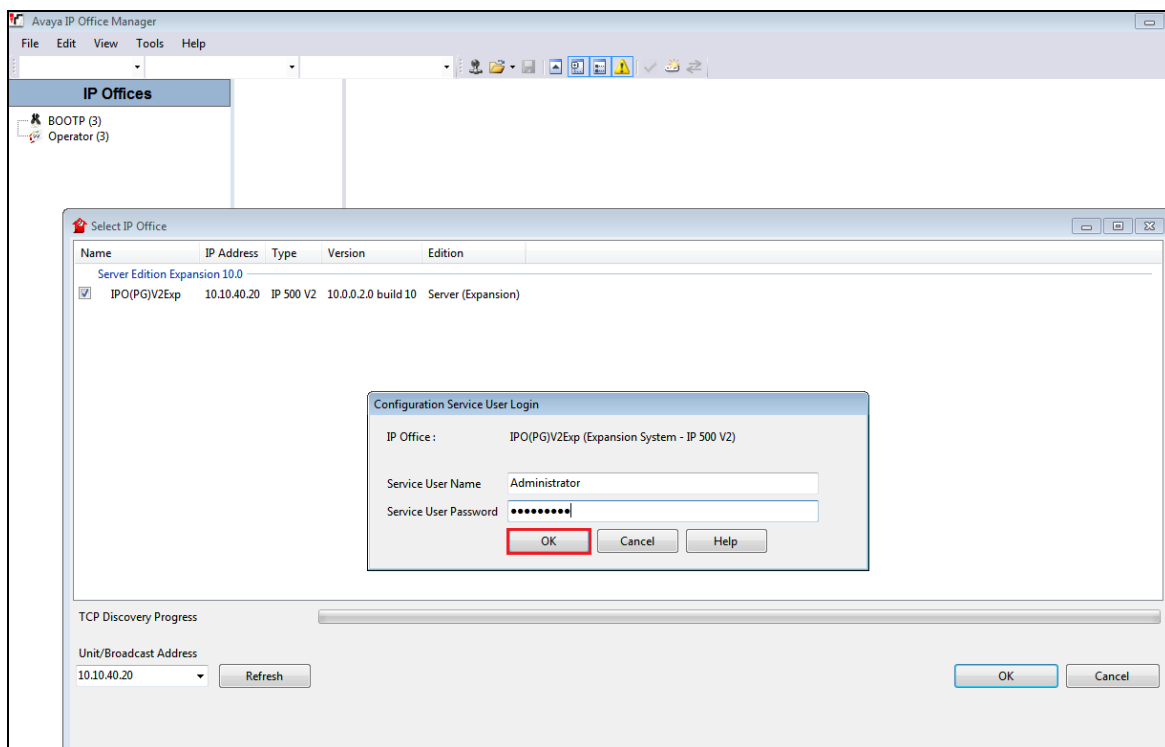 Avaya IP Office Manager
File Edit View Tools Help
IP Offices
BOOTP (3)
Operator (3)
Select IP Office
Name IP Address Type Version Edition
Server Edition Expansion 10.0
IPO(PG)V2Exp 10.10.40.20 IP 500 V2 10.0.0.2.0 build 10 Server (Expansion)
Configuration Service User Login
IP Office : IPO(PG)V2Exp (Expansion System - IP 500 V2)
Service User Name Administrator
Service User Password •••••••••
OK Cancel Help
TCP Discovery Progress
Unit/Broadcast Address
10.10.40.20 Refresh OK Cancel